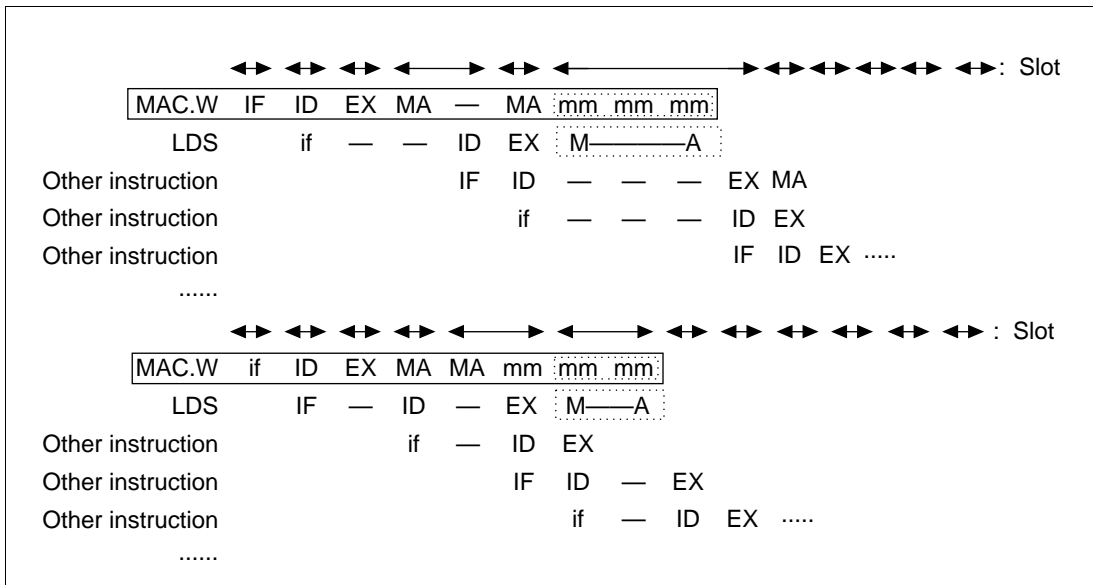 : Slot
MAC.W IF ID EX MA — MA mm mm mm
LDS if — — ID EX M———A
Other instruction IF ID — — — EX MA
Other instruction if — — — ID EX
Other instruction IF ID EX ·····
......
: Slot
MAC.W if ID EX MA MA mm mm mm
LDS IF — ID — EX M——A
Other instruction if — ID EX
Other instruction IF ID — EX
Other instruction if — ID EX ·····
......